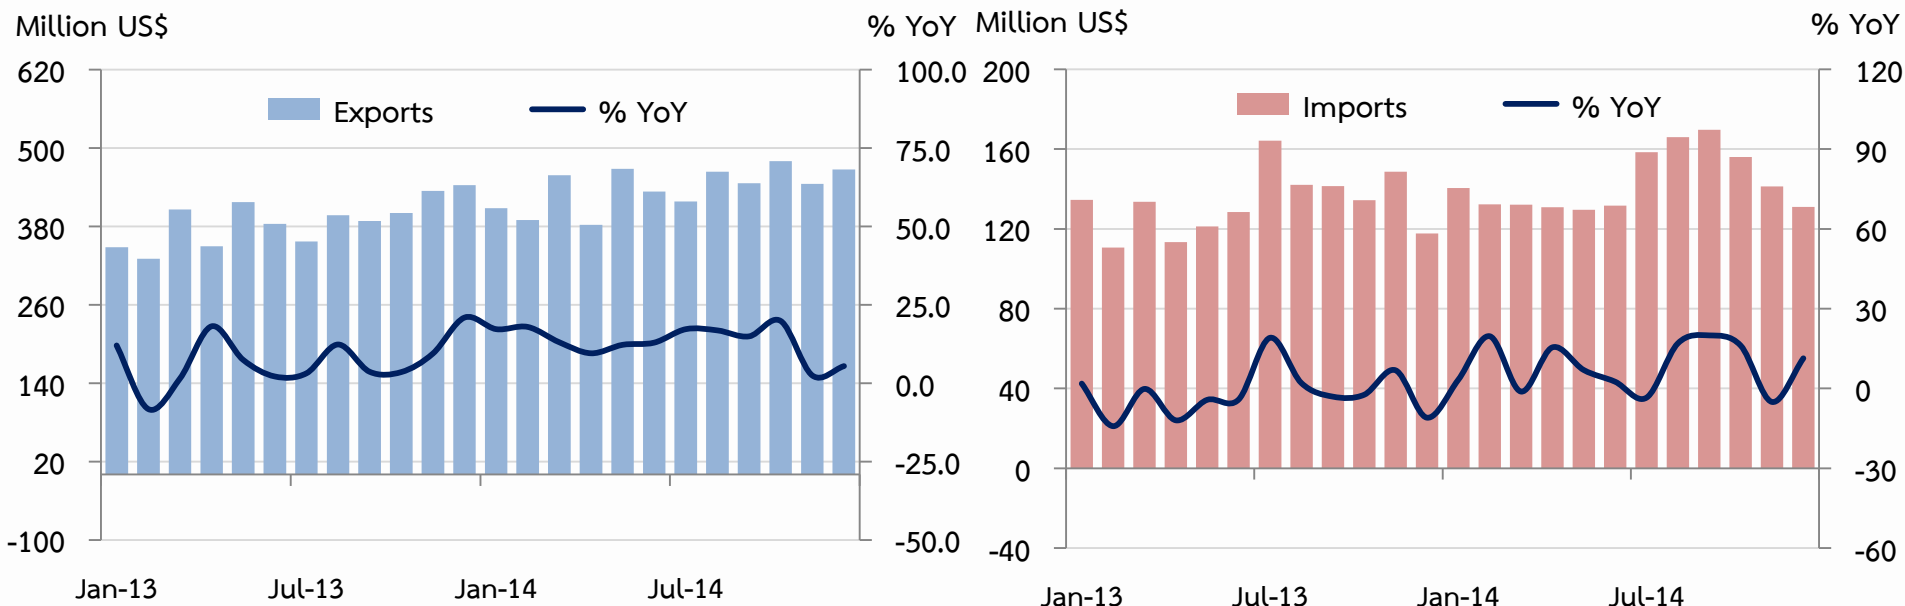 Million US$
% YoY
620
500
380
260
140
20
-100
100.0
75.0
50.0
25.0
0.0
-25.0
-50.0
Exports
% YoY
Jan-13
Jul-13
Jan-14
Jul-14
Million US$
% YoY
200
160
120
80
40
0
-40
120
90
60
30
0
-30
-60
Imports
% YoY
Jan-13
Jul-13
Jan-14
Jul-14